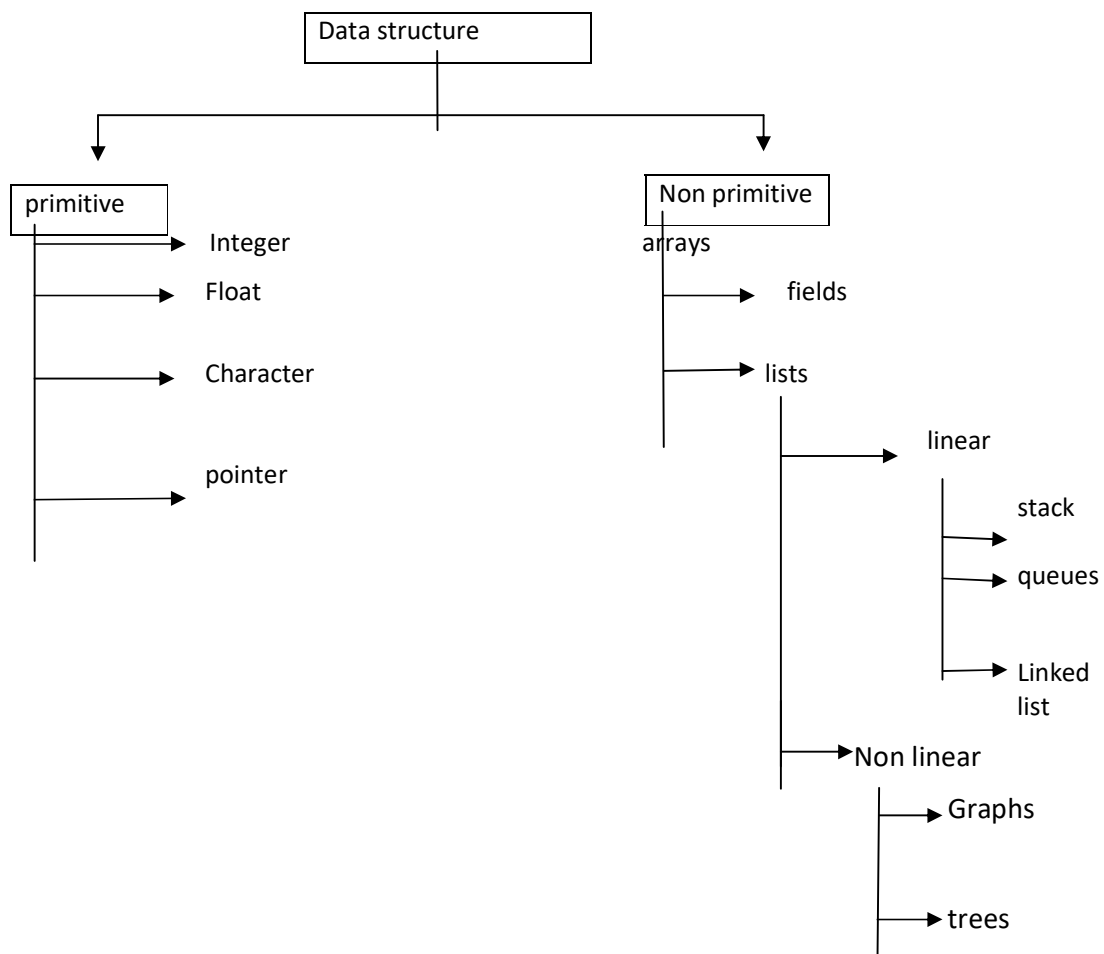 Data structure
primitive
Non primitive
Integer
arrays
Float
fields
Character
lists
linear
pointer
stack
queues
Linked
list
Non linear
Graphs
trees